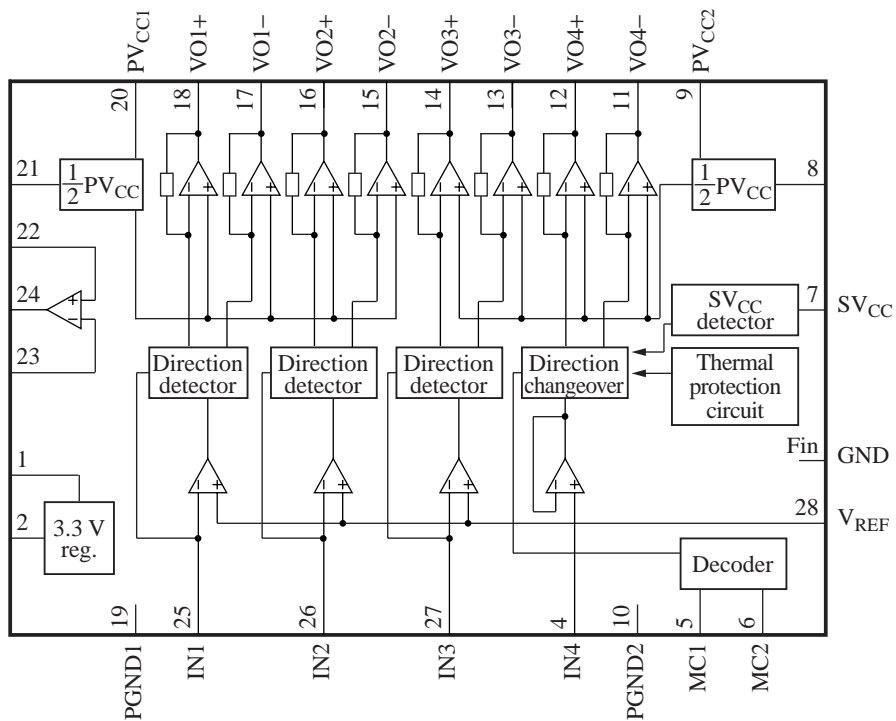 PVCC1
VO1+
VO1−
VO2+
VO2−
VO3+
VO3−
VO4+
VO4−
PVCC2
20
18
17
16
15
14
13
12
11
9
21
1/2 PVCC
1/2 PVCC
8
22
24
23
− +
− +
− +
− +
− +
− +
− +
− +
+
−
SVCC
detector
7
SVCC
Direction
detector
Direction
detector
Direction
detector
Direction
changeover
Thermal
protection
circuit
Fin
GND
1
2
3.3 V
reg.
− +
− +
− +
− +
28
VREF
Decoder
19
25
26
27
4
10
5
6
PGND1
IN1
IN2
IN3
IN4
PGND2
MC1
MC2